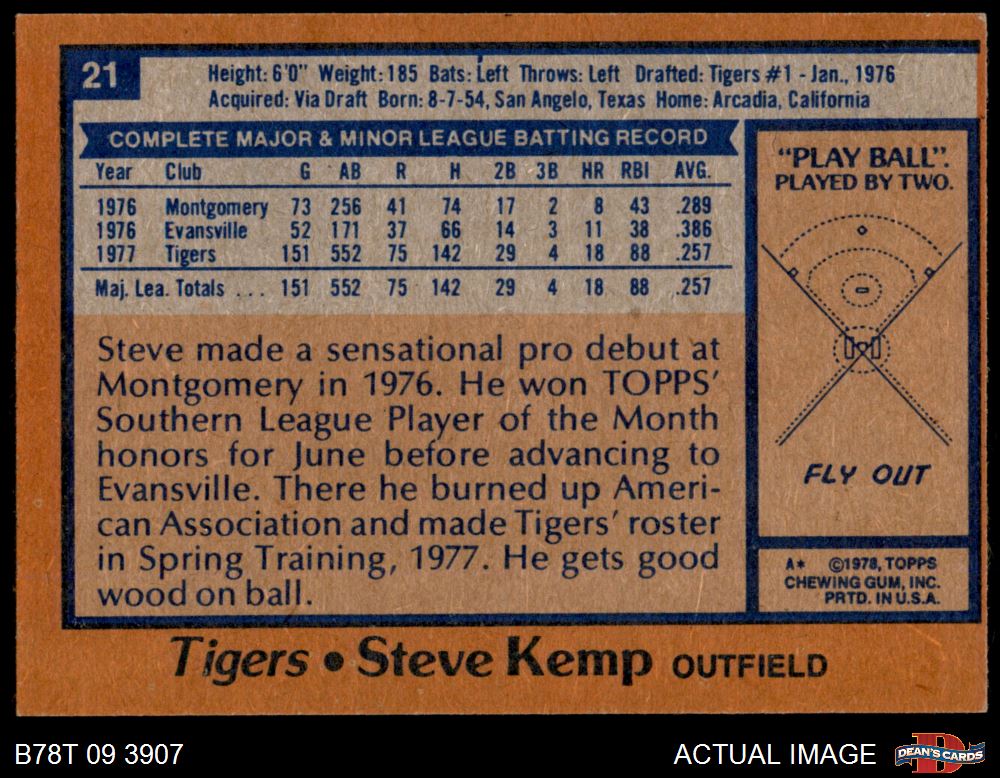 21
Height: 6'0" Weight: 185 Bats: Left Throws: Left Drafted: Tigers #1 - Jan., 1976
Acquired: Via Draft Born: 8-7-54, San Angelo, Texas Home: Arcadia, California
COMPLETE MAJOR & MINOR LEAGUE BATTING RECORD
Year Club G AB R H 2B 3B HR RBI AVG.
1976 Montgomery 73 256 41 74 17 2 8 43 .289
1976 Evansville 52 171 37 66 14 3 11 38 .386
1977 Tigers 151 552 75 142 29 4 18 88 .257
Maj. Lea. Totals ... 151 552 75 142 29 4 18 88 .257
Steve made a sensational pro debut at
Montgomery in 1976. He won TOPPS'
Southern League Player of the Month
honors for June before advancing to
Evansville. There he burned up Ameri-
can Association and made Tigers' roster
in Spring Training, 1977. He gets good
wood on ball.
"PLAY BALL".
PLAYED BY TWO.
FLY OUT
A* ©1978, TOPPS
CHEWING GUM, INC.
PRTD. IN U.S.A.
Tigers • Steve Kemp OUTFIELD
B78T 09 3907
ACTUAL IMAGE
DEAN'S CARDS